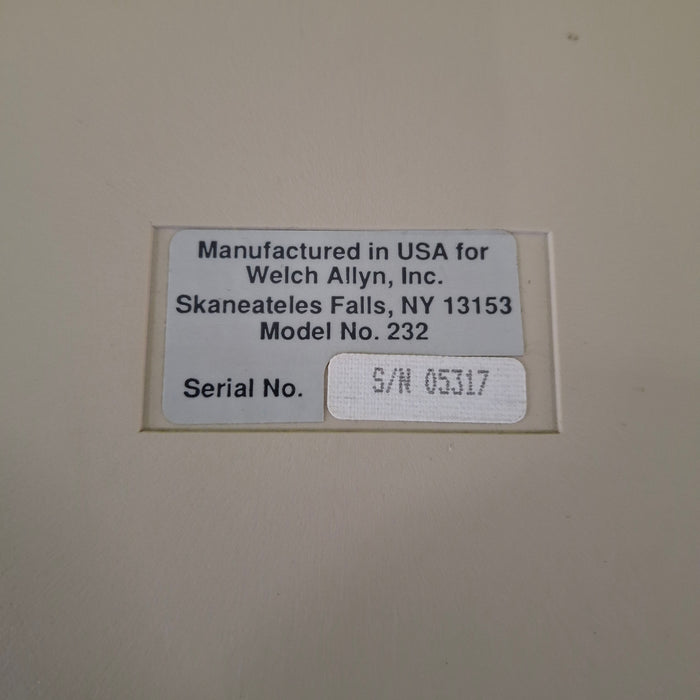 Manufactured in USA for
Welch Allyn, Inc.
Skaneateles Falls, NY 13153
Model No. 232
Serial No. S/N 05317